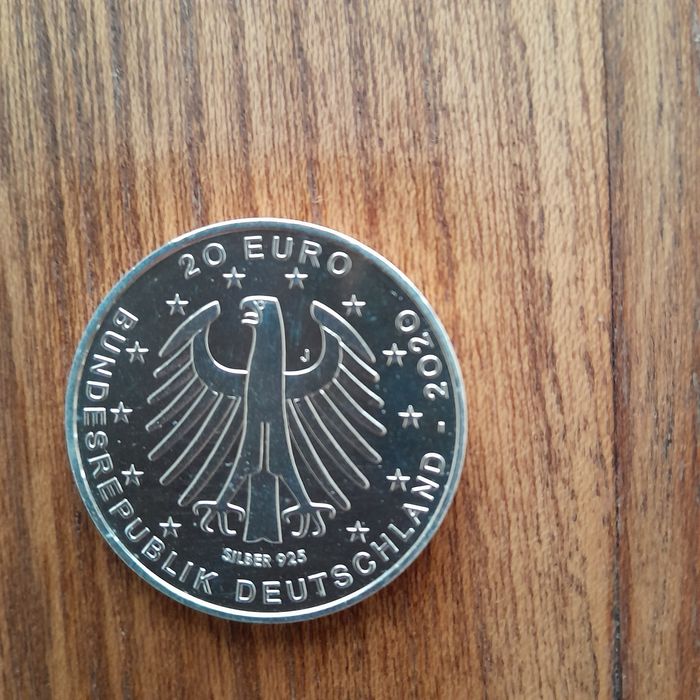 20 EURO
BUNDESREPUBLIK DEUTSCHLAND - 2020
J
SILBER 925